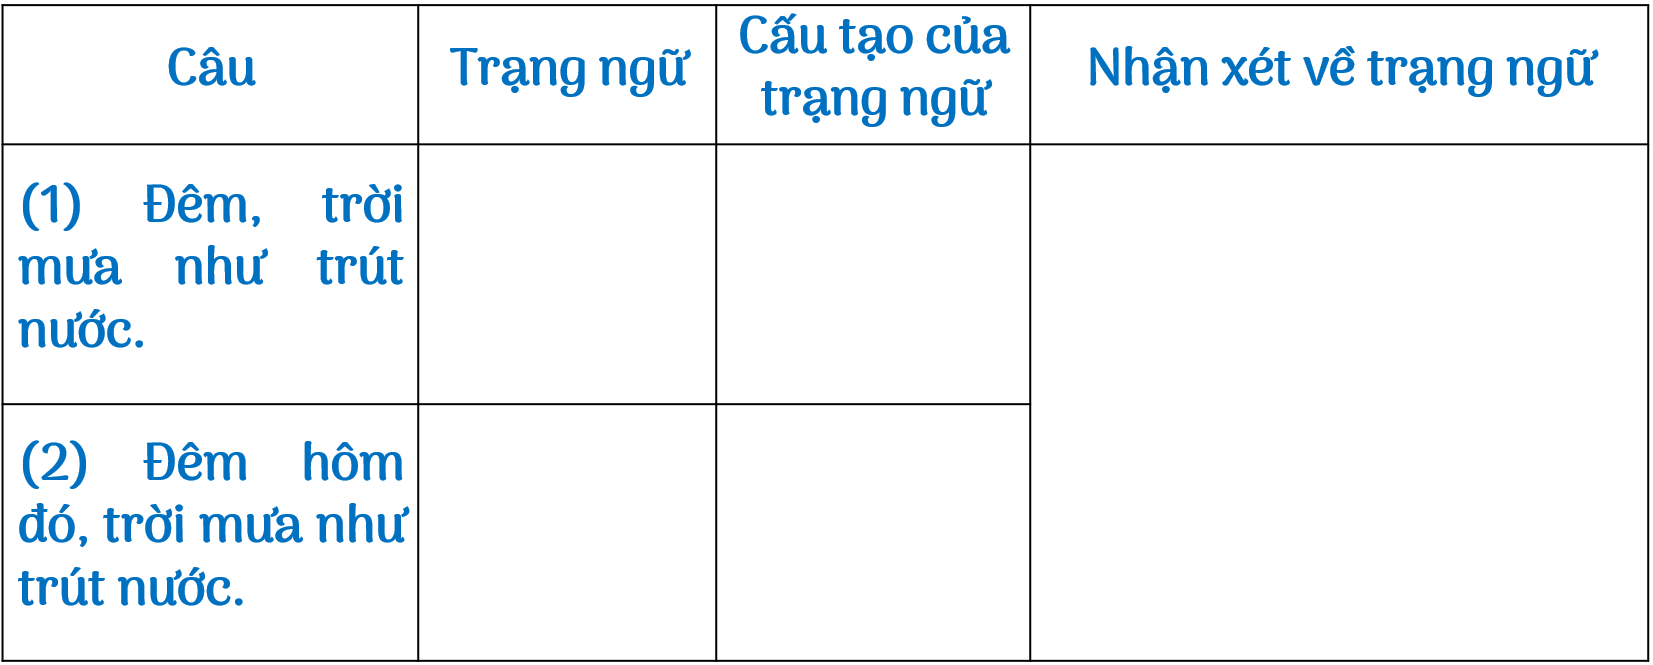 Câu
Trạng ngữ
Cấu tạo của
trạng ngữ
Nhận xét về trạng ngữ
(1) Đêm, trời
mưa như trút
nước.
(2) Đêm hôm
đó, trời mưa như
trút nước.